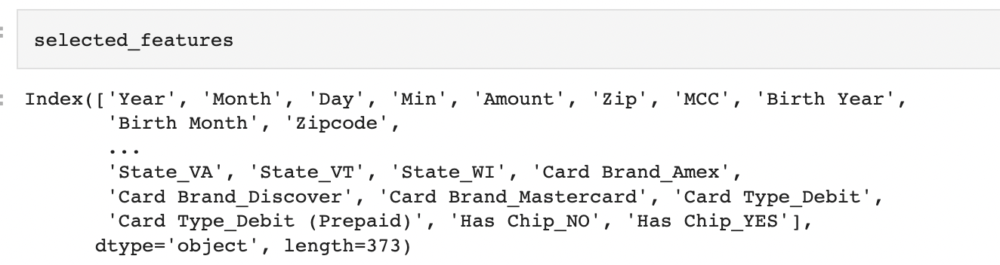 selected_features
Index(['Year', 'Month', 'Day', 'Min', 'Amount', 'Zip', 'MCC', 'Birth Year',
'Birth Month', 'Zipcode',
...
'State_VA', 'State_VT', 'State_WI', 'Card Brand_Amex',
'Card Brand_Discover', 'Card Brand_Mastercard', 'Card Type_Debit',
'Card Type_Debit (Prepaid)', 'Has Chip_NO', 'Has Chip_YES'],
dtype='object', length=373)